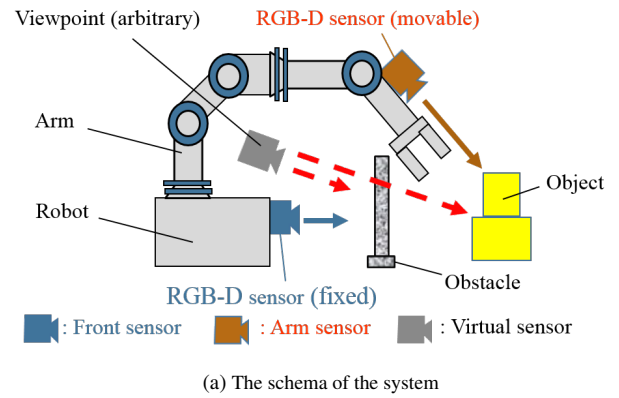 Viewpoint (arbitrary)
RGB-D sensor (movable)
Arm
Object
Robot
Obstacle
RGB-D sensor (fixed)
: Front sensor
: Arm sensor
: Virtual sensor
(a) The schema of the system